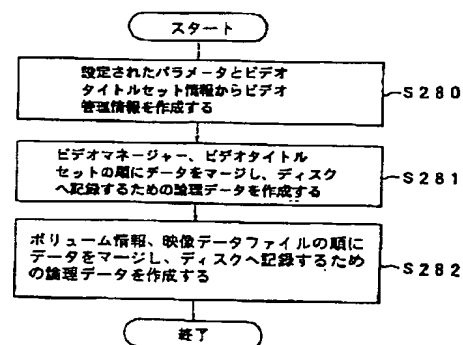 スタート
設定されたパラメータとビデオ
タイトルセット情報からビデオ
管理情報を作成する
S280
ビデオマネージャー、ビデオタイトル
セットの順にデータをマージし、ディスク
へ記録するための論理データを作成する
S281
ボリューム情報、映像データファイルの順に
データをマージし、ディスクへ記録するため
の論理データを作成する
S282
終了